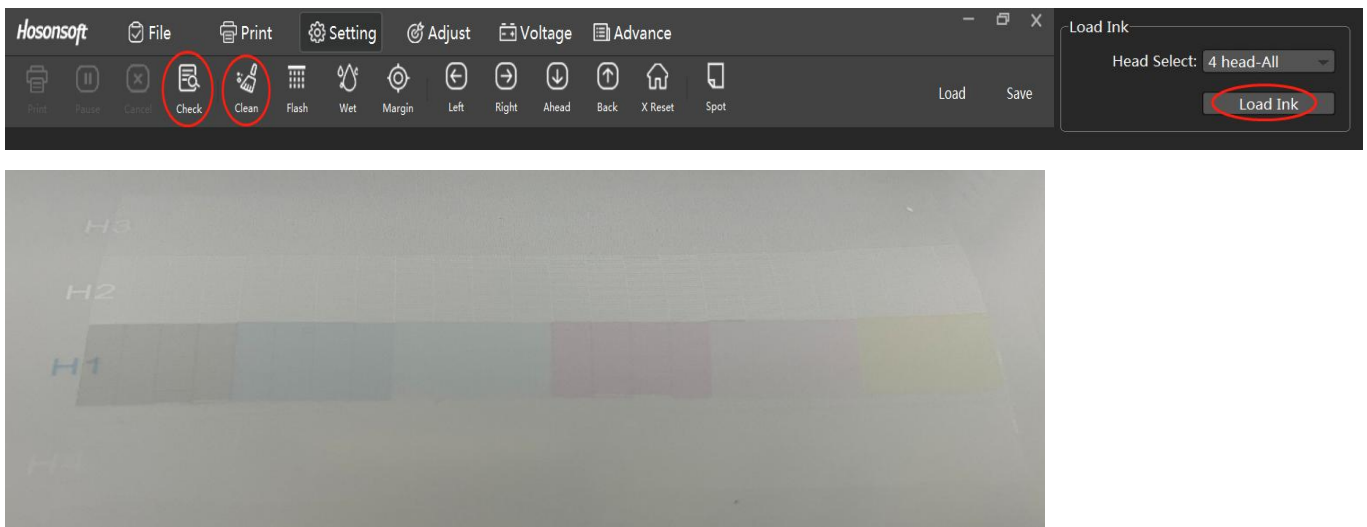 Hosonsoft File Print Setting Adjust Voltage Advance
Print Pause Cancel Check Clean Flash Wet Margin Left Right Ahead Back X Reset Spot Load Save
Load Ink
Head Select: 4 head-All
Load Ink
H3
H2
H1
H4